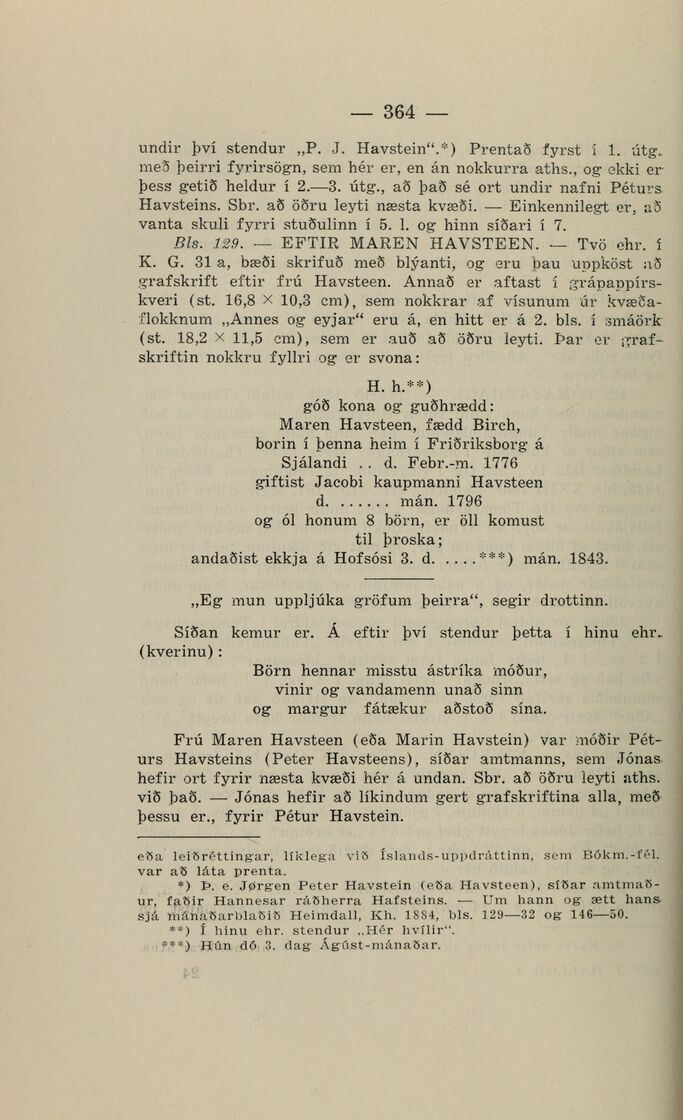 — 364 —
undir því stendur „P. J. Havstein“.*) Prentað fyrst í 1. útg.
með þeirri fyrirsögn, sem hér er, en án nokkurra aths., og ekki er
þess getið heldur í 2.—3. útg., að það sé ort undir nafni Péturs
Havsteins. Sbr. að öðru leyti næsta kvæði. — Einkennilegt er, að
vanta skuli fyrri stuðulinn í 5. l. og hinn síðari í 7.
Bls. 129. — EFTIR MAREN HAVSTEEN. — Tvö ehr. í
K. G. 31 a, bæði skrifuð með blýanti, og eru þau uppköst að
grafskrift eftir frú Havsteen. Annað er aftast í grápappírs-
kveri (st. 16,8 × 10,3 cm), sem nokkrar af vísunum úr kvæða-
flokknum „Annes og eyjar“ eru á, en hitt er á 2. bls. í smáörk
(st. 18,2 × 11,5 cm), sem er auð að öðru leyti. Þar er graf-
skriftin nokkru fyllri og er svona:
H. h.**)
góð kona og guðhrædd:
Maren Havsteen, fædd Birch,
borin í þenna heim í Friðriksborg á
Sjálandi . . d. Febr.-m. 1776
giftist Jacobi kaupmanni Havsteen
d. ....... mán. 1796
og ól honum 8 börn, er öll komust
til þroska;
andaðist ekkja á Hofsósi 3. d. ....***) mán. 1843.
„Eg mun uppljúka gröfum þeirra“, segir drottinn.
Síðan kemur er. Á eftir því stendur þetta í hinu ehr.
(kverinu) :
Börn hennar misstu ástríka móður,
vinir og vandamenn unað sinn
og margur fátækur aðstoð sína.
Frú Maren Havsteen (eða Marin Havstein) var móðir Pét-
urs Havsteins (Peter Havsteens), síðar amtmanns, sem Jónas
hefir ort fyrir næsta kvæði hér á undan. Sbr. að öðru leyti aths.
við það. — Jónas hefir að líkindum gert grafskriftina alla, með
þessu er., fyrir Pétur Havstein.
eða leiðréttingar, líklega við Íslands-uppdráttinn, sem Bókm.-fél.
var að láta prenta.
*) Þ. e. Jørgen Peter Havstein (eða Havsteen), síðar amtmað-
ur, faðir Hannesar ráðherra Hafsteins. — Um hann og ætt hans
sjá mánaðarblaðið Heimdall, Kh. 1884, bls. 129—32 og 146—50.
**) Í hinu ehr. stendur „Hér hvílir“.
***) Hún dó 3. dag Ágúst-mánaðar.